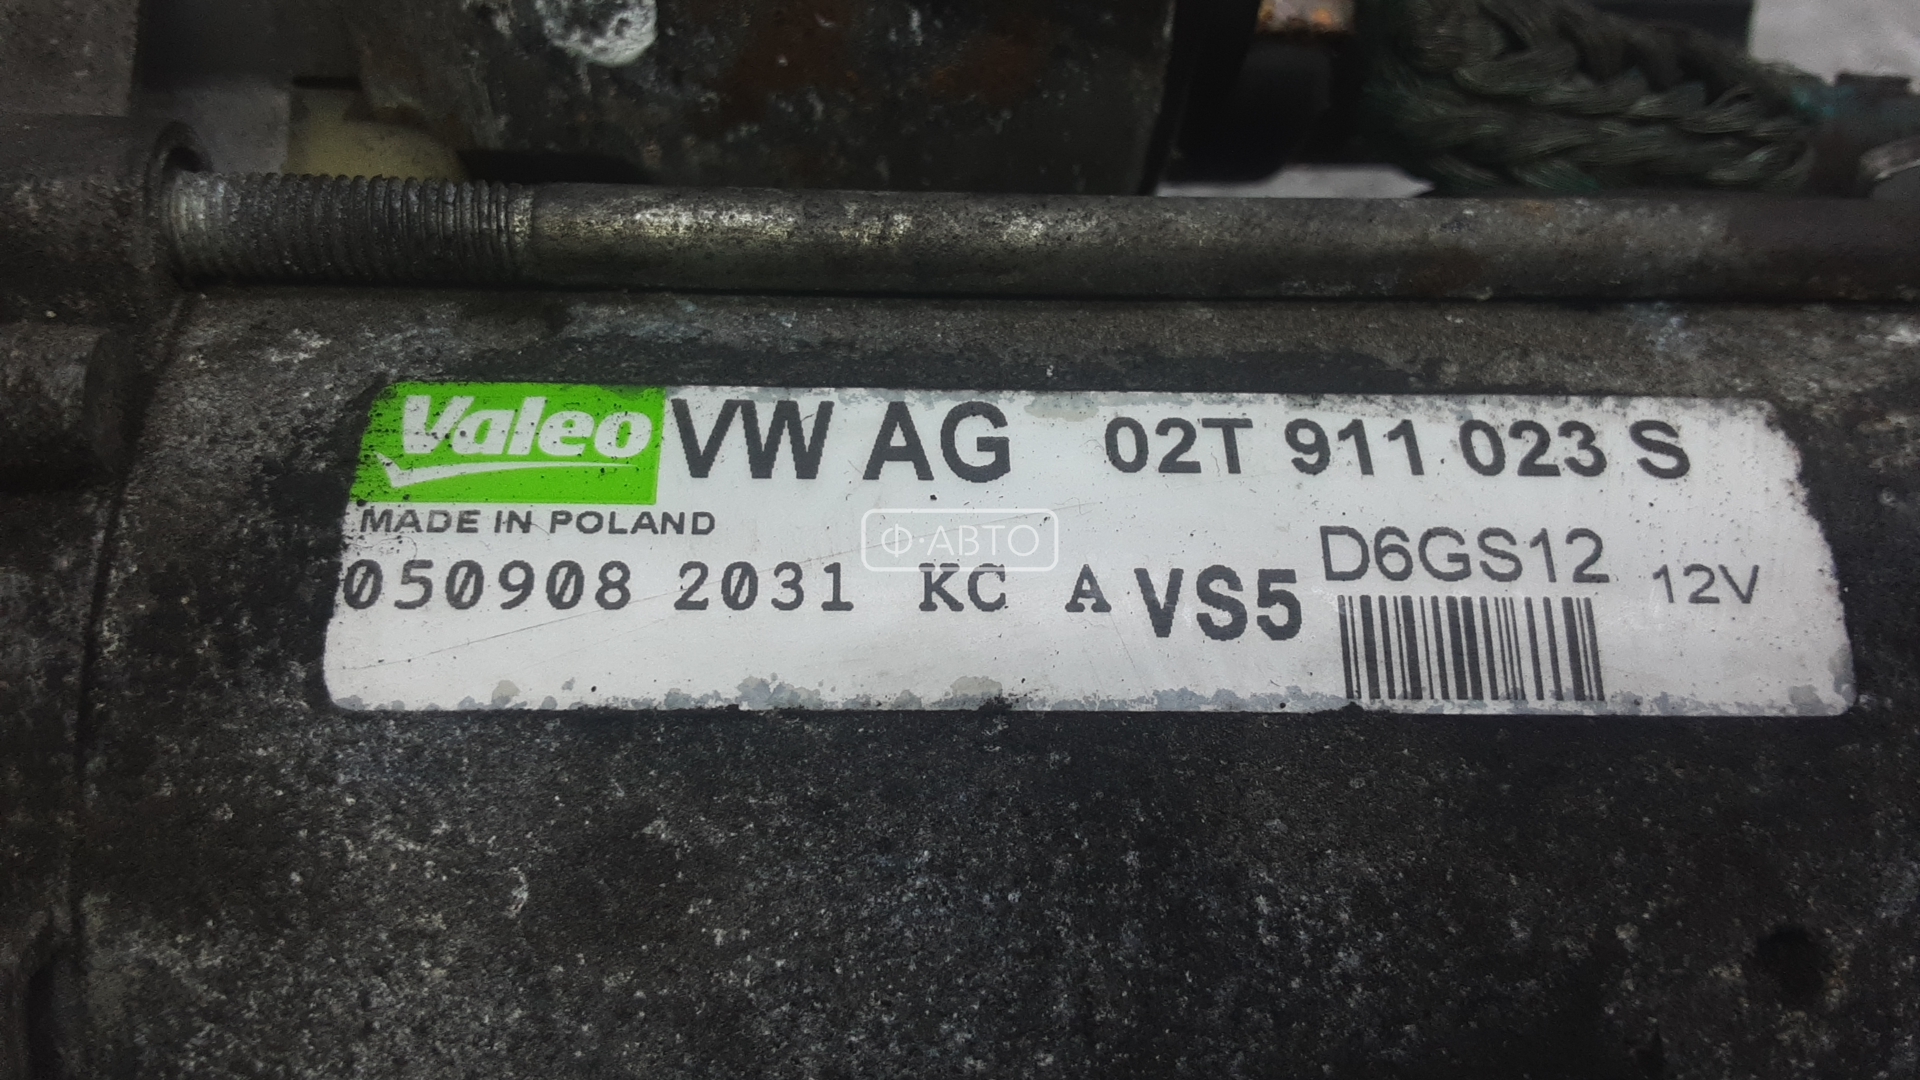 Valeo VW AG 02T 911 023 S
MADE IN POLAND
Ф·АВТО
D6GS12
050908 2031 KC A VS5
12V